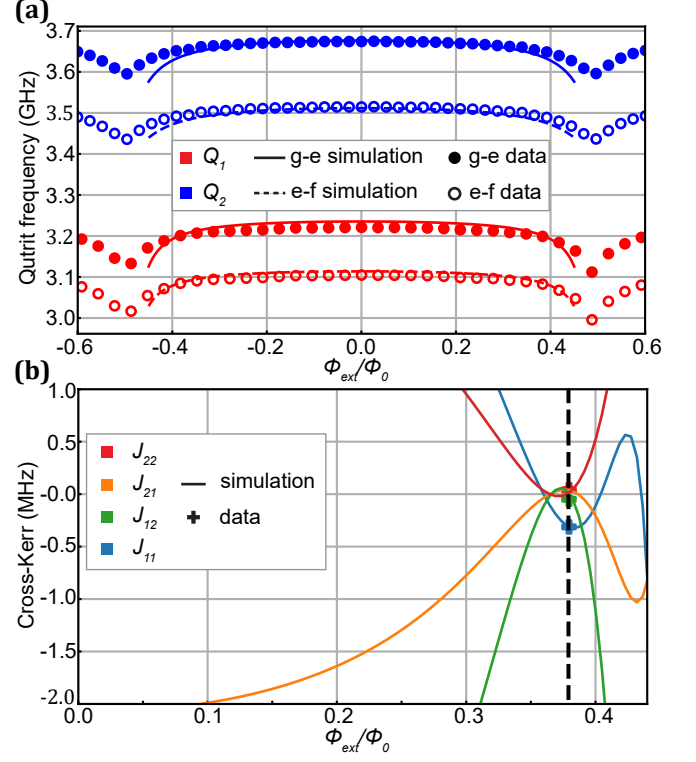 (a)
3.7
3.6
3.5
3.4
3.3
3.2
3.1
3.0
Qutrit frequency (GHz)
Q1 g-e simulation g-e data
Q2 e-f simulation e-f data
-0.6 -0.4 -0.2 0.0 0.2 0.4 0.6
Φext/Φ0
(b)
1.0
0.5
-0.0
-0.5
-1.0
-1.5
-2.0
Cross-Kerr (MHz)
J22
J21 simulation
J12 data
J11
0.0 0.1 0.2 0.3 0.4
Φext/Φ0